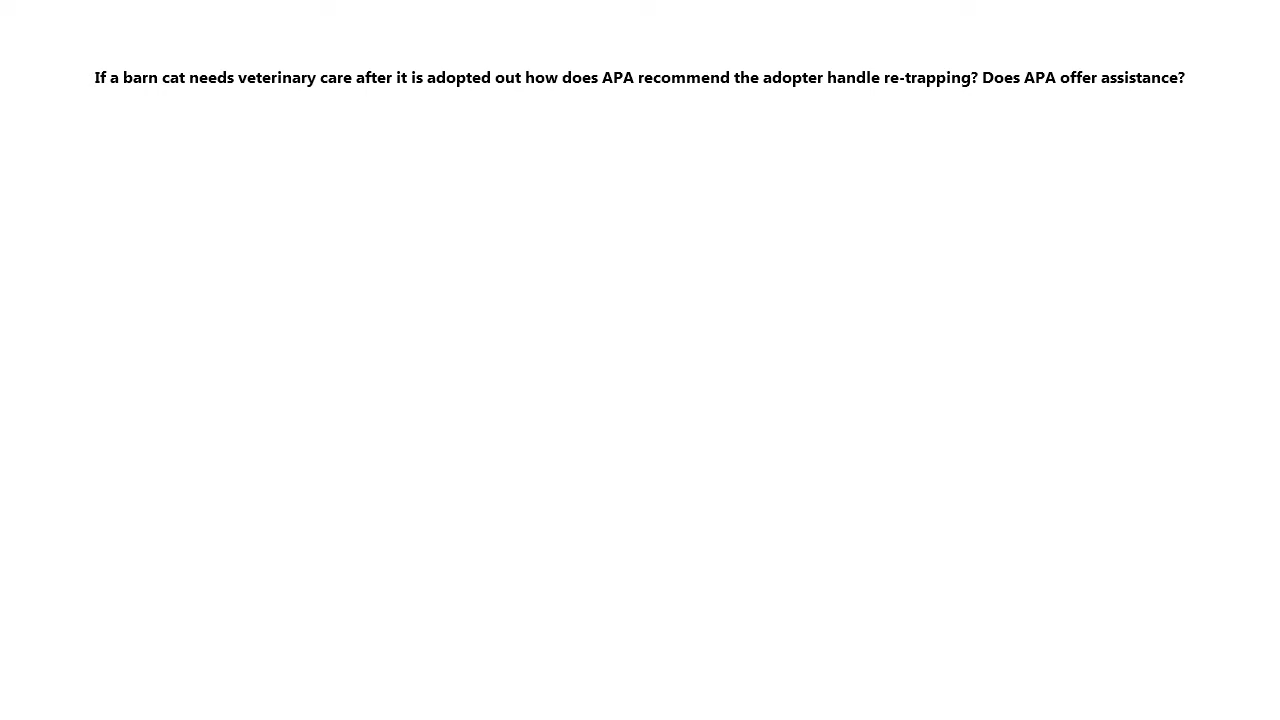 If a barn cat needs veterinary care after it is adopted out how does APA recommend the adopter handle re-trapping? Does APA offer assistance?